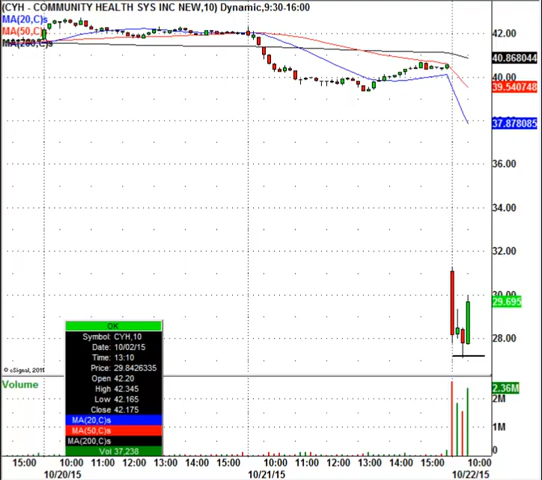 (CYH - COMMUNITY HEALTH SYS INC NEW,10) Dynamic,9:30-16:00
MA(20,C)s
MA(50,C)s
MA(200,C)s
42.00
40.868044
40.00
39.540748
37.878085
36.00
34.00
32.00
30.00
29.695
28.00
OK
Symbol: CYH,10
Date: 10/02/15
Time: 13:10
Price: 29.8426335
Open 42.20
High 42.345
Low 42.165
Close 42.175
MA(20,C)s
MA(50,C)s
MA(200,C)s
Vol 37,238
© eSignal, 2015
Volume
2.36M
2M
1M
0
15:00 10:00 11:00 12:00 13:00 14:00 15:00 10:00 11:00 12:00 13:00 14:00 15:00 10:00
10/20/15 10/21/15 10/22/15